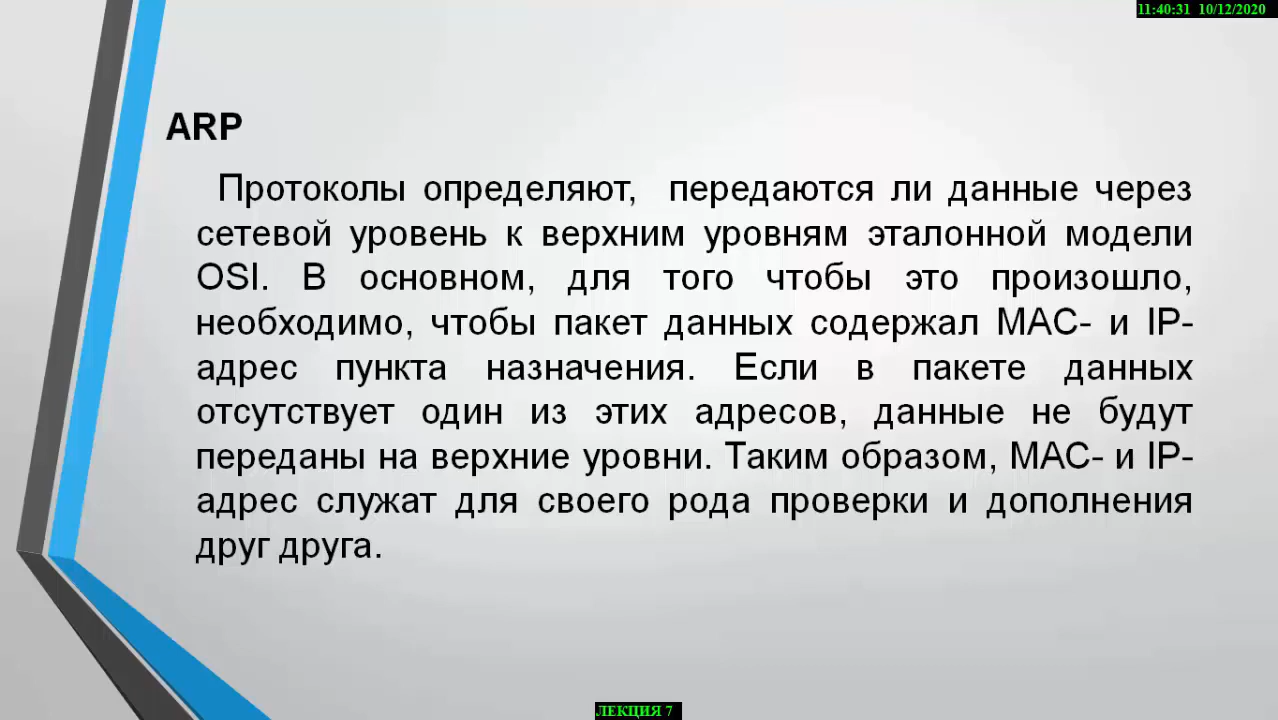 11:40:31 10/12/2020
ARP
Протоколы определяют, передаются ли данные через
сетевой уровень к верхним уровням эталонной модели
OSI. В основном, для того чтобы это произошло,
необходимо, чтобы пакет данных содержал MAC- и IP-
адрес пункта назначения. Если в пакете данных
отсутствует один из этих адресов, данные не будут
переданы на верхние уровни. Таким образом, MAC- и IP-
адрес служат для своего рода проверки и дополнения
друг друга.
ЛЕКЦИЯ 7